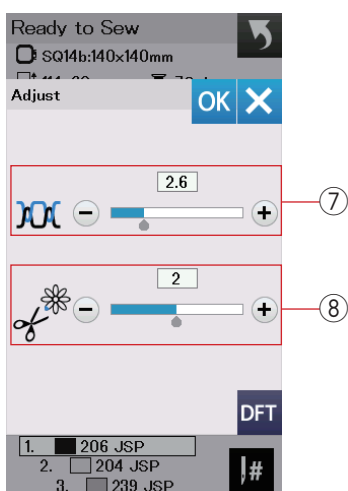 Ready to Sew
SQ14b:140×140mm
Adjust
OK
2.6
⑦
2
⑧
DFT
1. 206 JSP
2. 204 JSP
3. 239 JSP
#